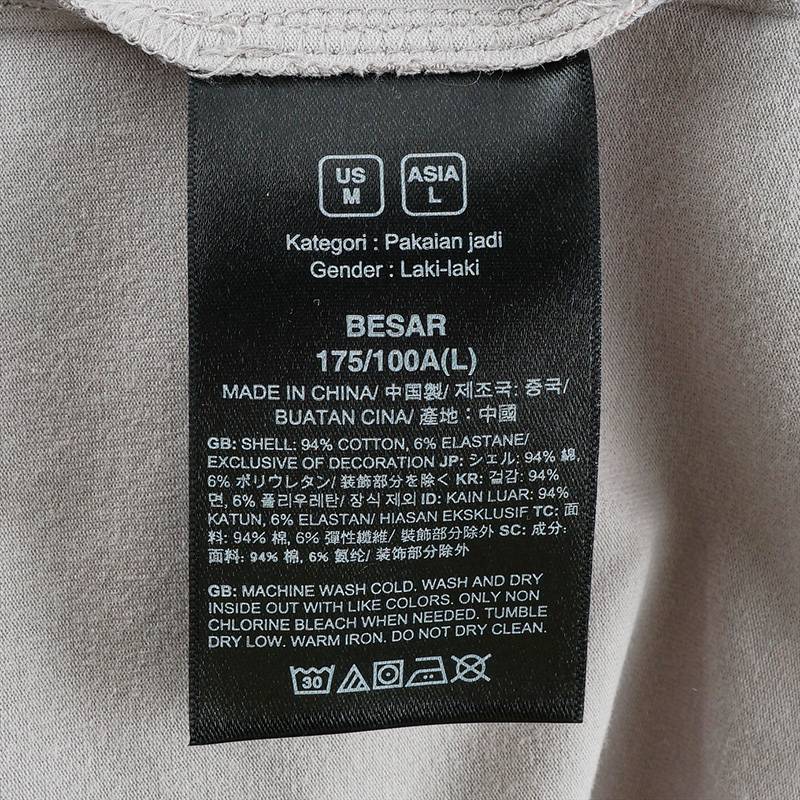 US
M
ASIA
L
Kategori : Pakaian jadi
Gender : Laki-laki
BESAR
175/100A(L)
MADE IN CHINA/ 中国製/ 제조국: 중국/
BUATAN CINA/ 產地：中國
GB: SHELL: 94% COTTON, 6% ELASTANE/
EXCLUSIVE OF DECORATION JP: シェル: 94% 綿,
6% ポリウレタン/ 装飾部分を除く KR: 겉감: 94%
면, 6% 폴리우레탄/ 장식 제외 ID: KAIN LUAR: 94%
KATUN, 6% ELASTAN/ HIASAN EKSKLUSIF TC: 面
料: 94% 棉, 6% 彈性纖維/ 裝飾部分除外 SC: 成分:
面料: 94% 棉, 6% 氨纶/ 装饰部分除外
GB: MACHINE WASH COLD. WASH AND DRY
INSIDE OUT WITH LIKE COLORS. ONLY NON
CHLORINE BLEACH WHEN NEEDED. TUMBLE
DRY LOW. WARM IRON. DO NOT DRY CLEAN.
30